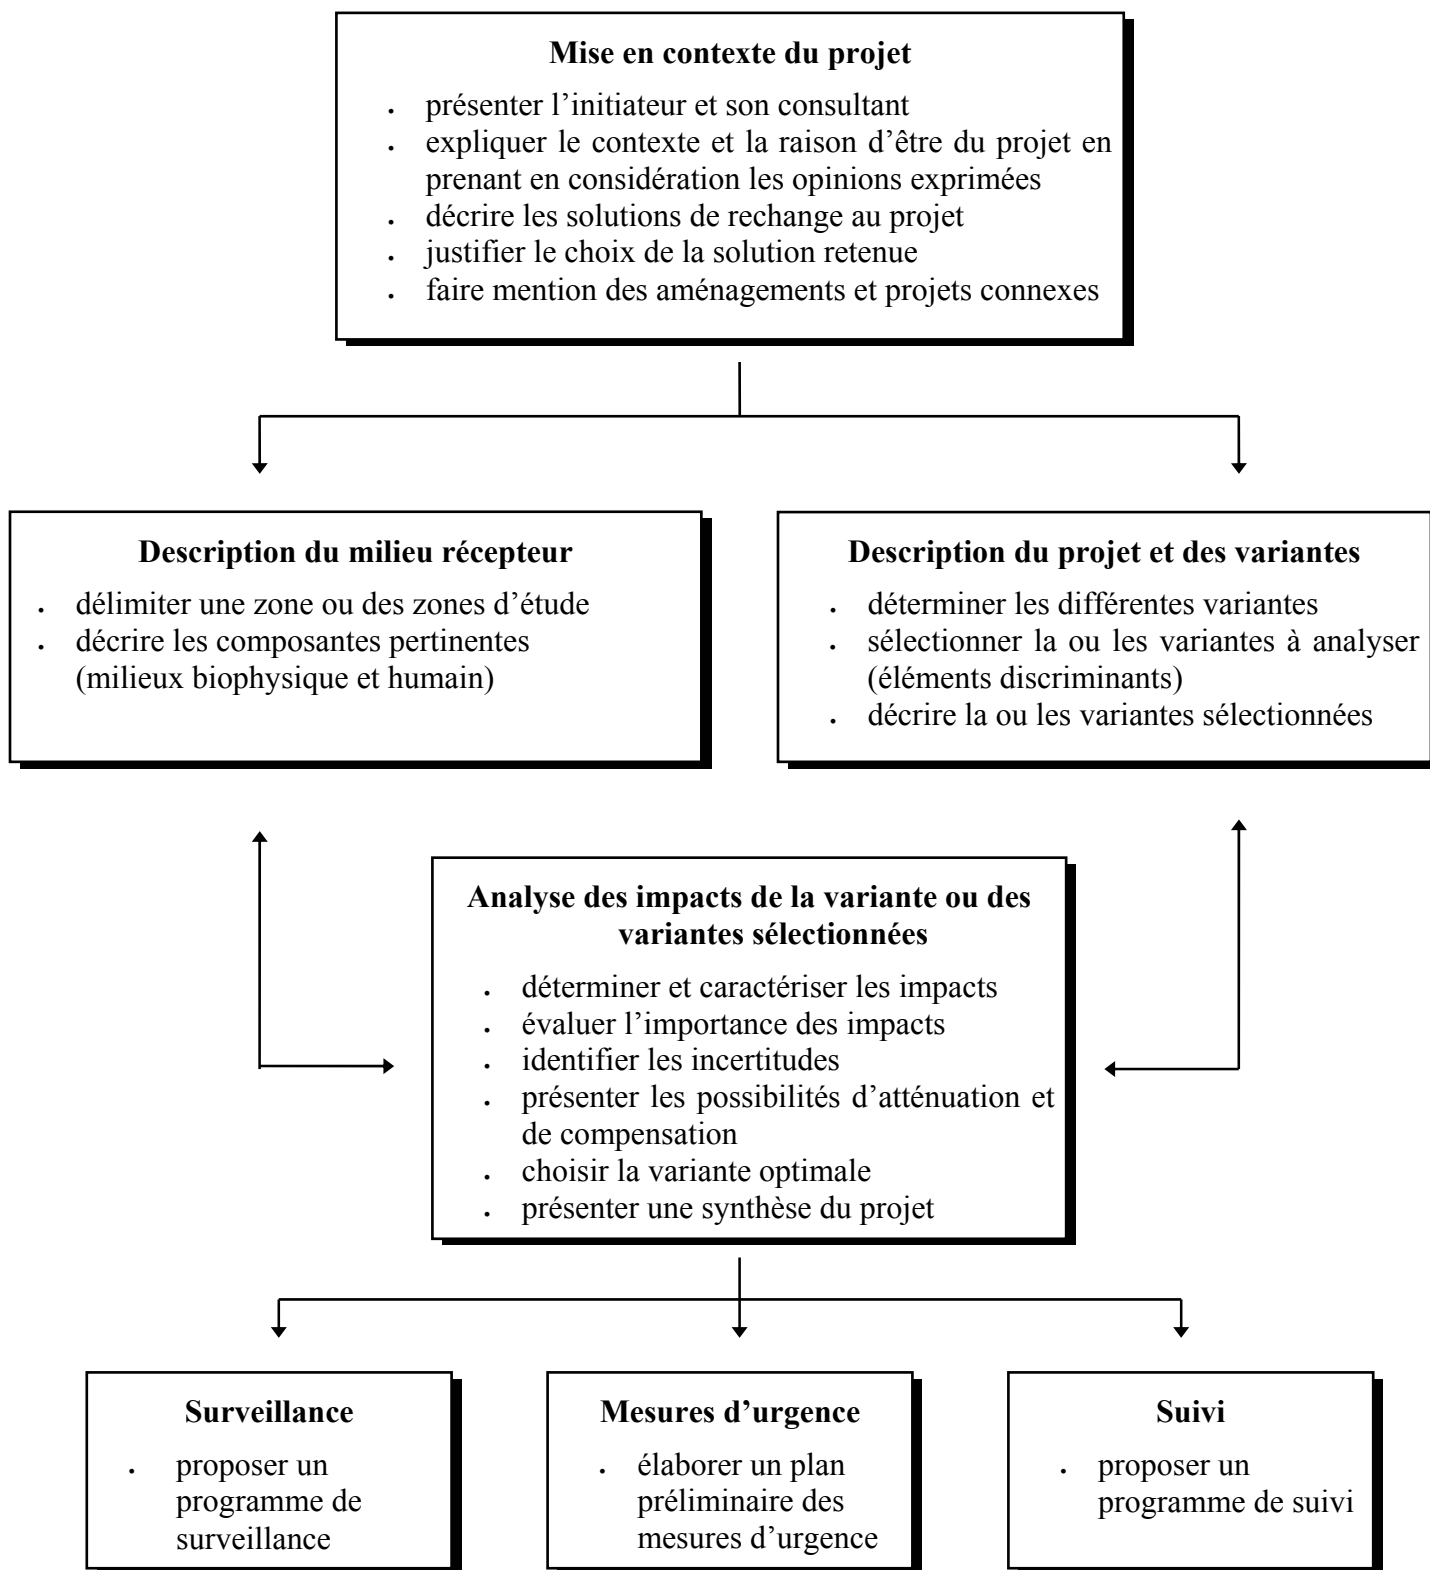 Mise en contexte du projet
. présenter l’initiateur et son consultant
. expliquer le contexte et la raison d’être du projet en
prenant en considération les opinions exprimées
. décrire les solutions de rechange au projet
. justifier le choix de la solution retenue
. faire mention des aménagements et projets connexes
Description du milieu récepteur
. délimiter une zone ou des zones d’étude
. décrire les composantes pertinentes
(milieux biophysique et humain)
Description du projet et des variantes
. déterminer les différentes variantes
. sélectionner la ou les variantes à analyser
(éléments discriminants)
. décrire la ou les variantes sélectionnées
Analyse des impacts de la variante ou des
variantes sélectionnées
. déterminer et caractériser les impacts
. évaluer l’importance des impacts
. identifier les incertitudes
. présenter les possibilités d’atténuation et
de compensation
. choisir la variante optimale
. présenter une synthèse du projet
Surveillance
. proposer un
programme de
surveillance
Mesures d’urgence
. élaborer un plan
préliminaire des
mesures d’urgence
Suivi
. proposer un
programme de suivi